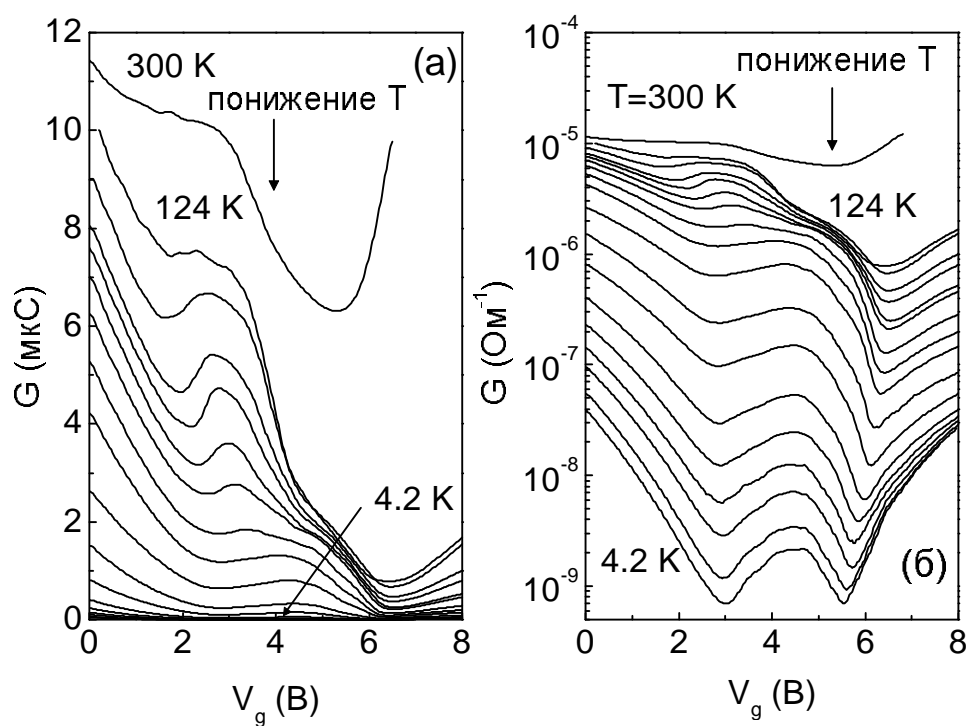 12
10
8
6
4
2
0
G (мкС)
300 K
(а)
понижение Т
124 K
4.2 K
0 2 4 6 8
V_g (В)
10^-4
10^-5
10^-6
10^-7
10^-8
10^-9
G (Ом^-1)
понижение Т
T=300 K
124 K
4.2 K
(б)
0 2 4 6 8
V_g (В)